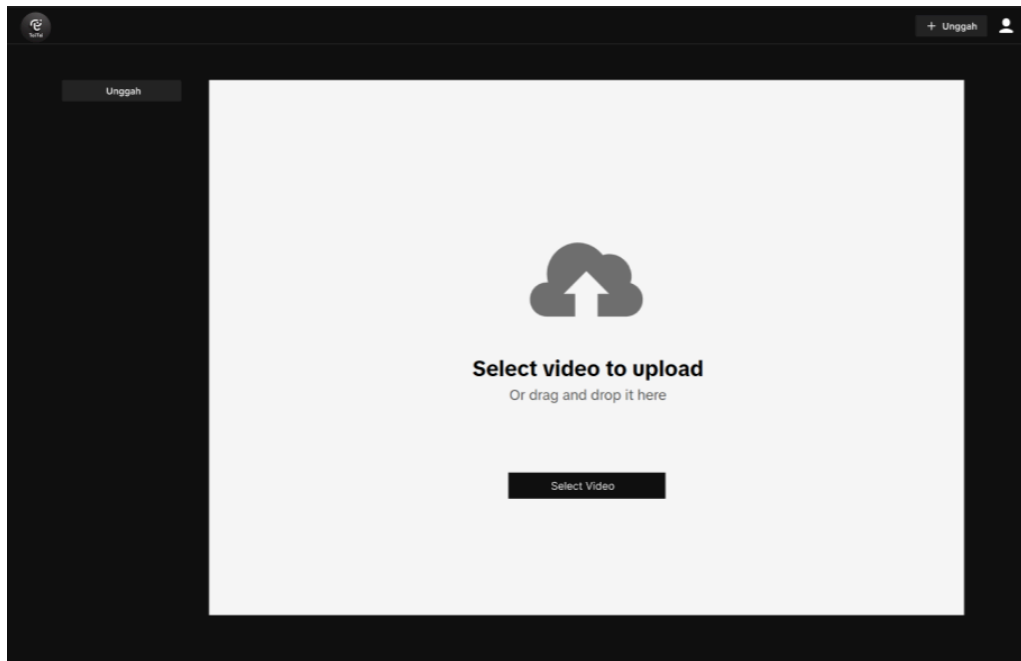 + Unggah
Unggah
Select video to upload
Or drag and drop it here
Select Video